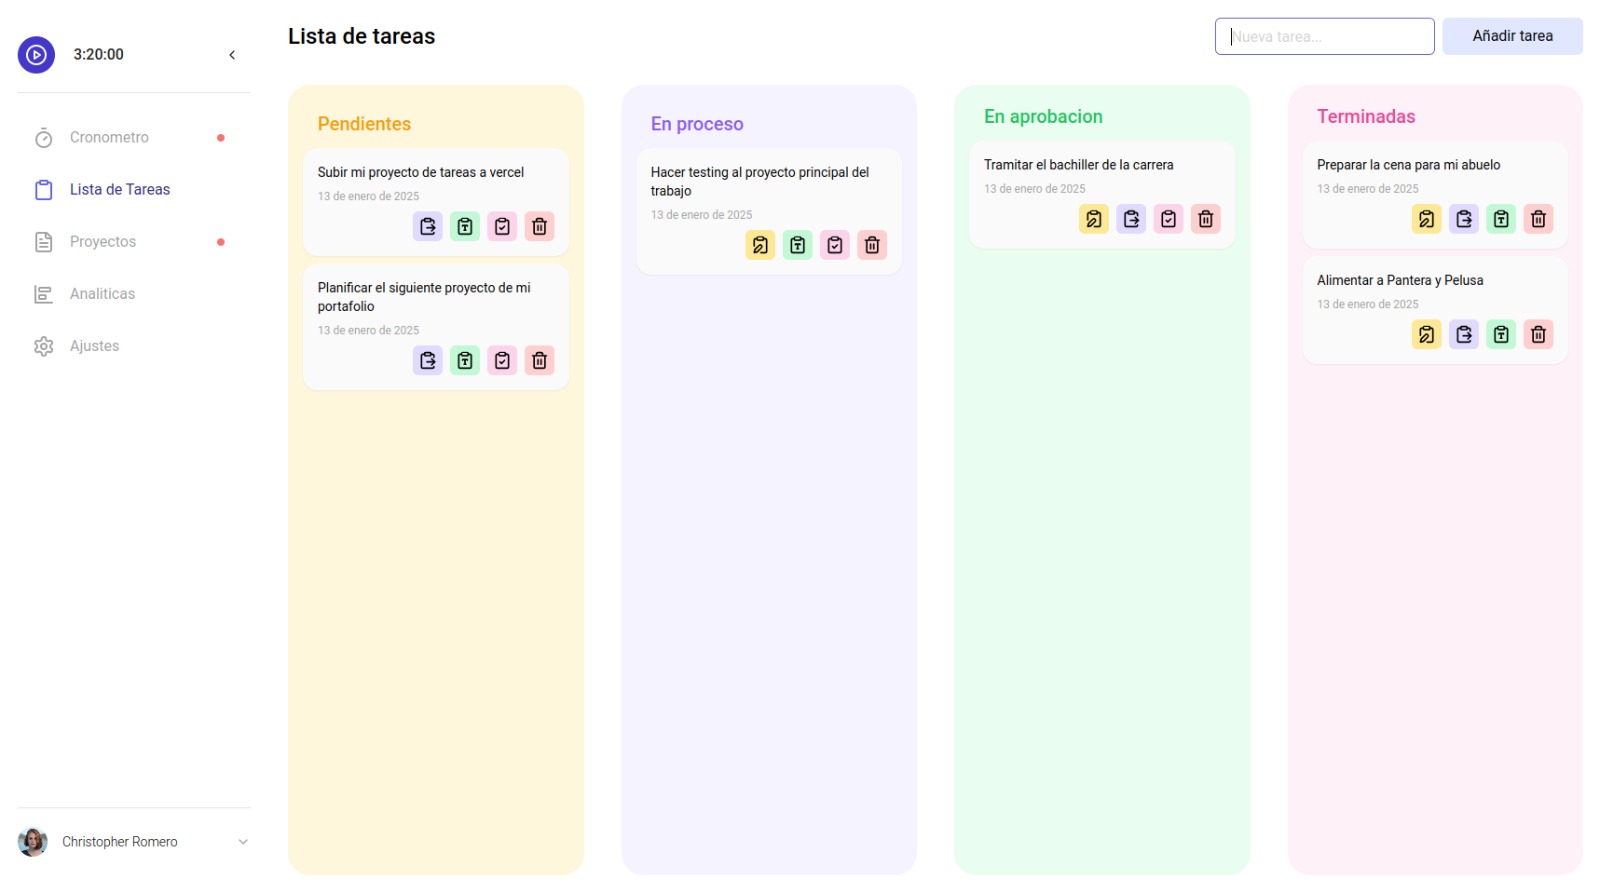 3:20:00
Cronometro
Lista de Tareas
Proyectos
Analiticas
Ajustes
Christopher Romero
Lista de tareas
Nueva tarea...
Añadir tarea
Pendientes
Subir mi proyecto de tareas a vercel
13 de enero de 2025
Planificar el siguiente proyecto de mi
portafolio
13 de enero de 2025
En proceso
Hacer testing al proyecto principal del
trabajo
13 de enero de 2025
En aprobacion
Tramitar el bachiller de la carrera
13 de enero de 2025
Terminadas
Preparar la cena para mi abuelo
13 de enero de 2025
Alimentar a Pantera y Pelusa
13 de enero de 2025